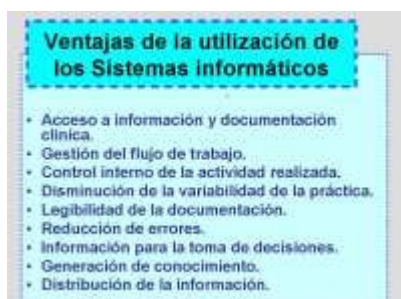 Ventajas de la utilización de
los Sistemas informáticos
• Acceso a información y documentación
clínica.
• Gestión del flujo de trabajo.
• Control interno de la actividad realizada.
• Disminución de la variabilidad de la práctica.
• Legibilidad de la documentación.
• Reducción de errores.
• Información para la toma de decisiones.
• Generación de conocimiento.
• Distribución de la información.